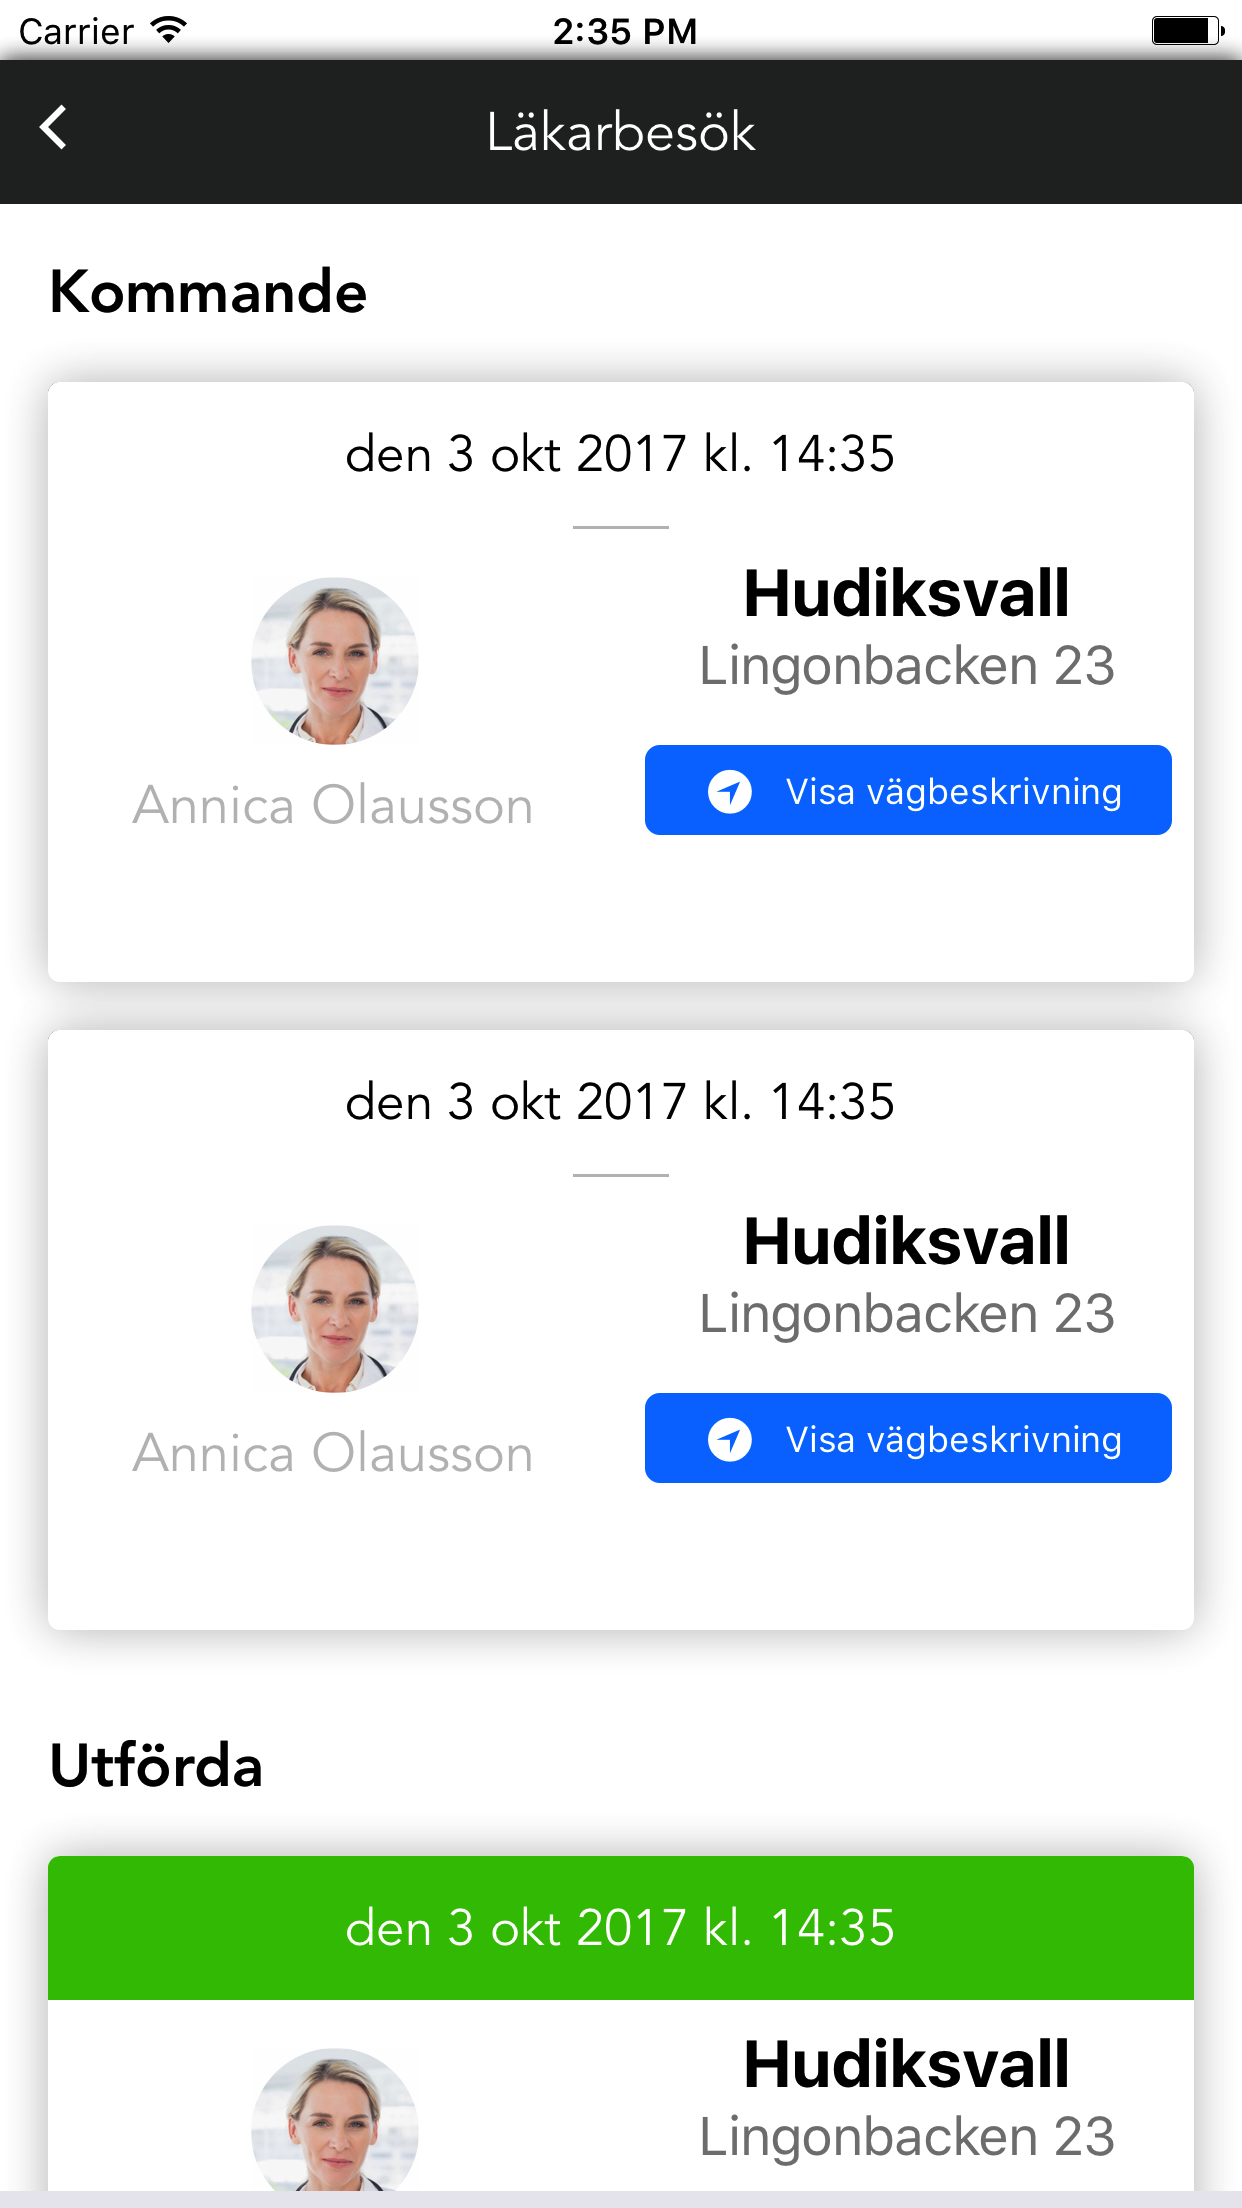 Carrier 2:35 PM
Läkarbesök
Kommande
den 3 okt 2017 kl. 14:35
Hudiksvall
Lingonbacken 23
Annica Olausson
Visa vägbeskrivning
den 3 okt 2017 kl. 14:35
Hudiksvall
Lingonbacken 23
Annica Olausson
Visa vägbeskrivning
Utförda
den 3 okt 2017 kl. 14:35
Hudiksvall
Lingonbacken 23